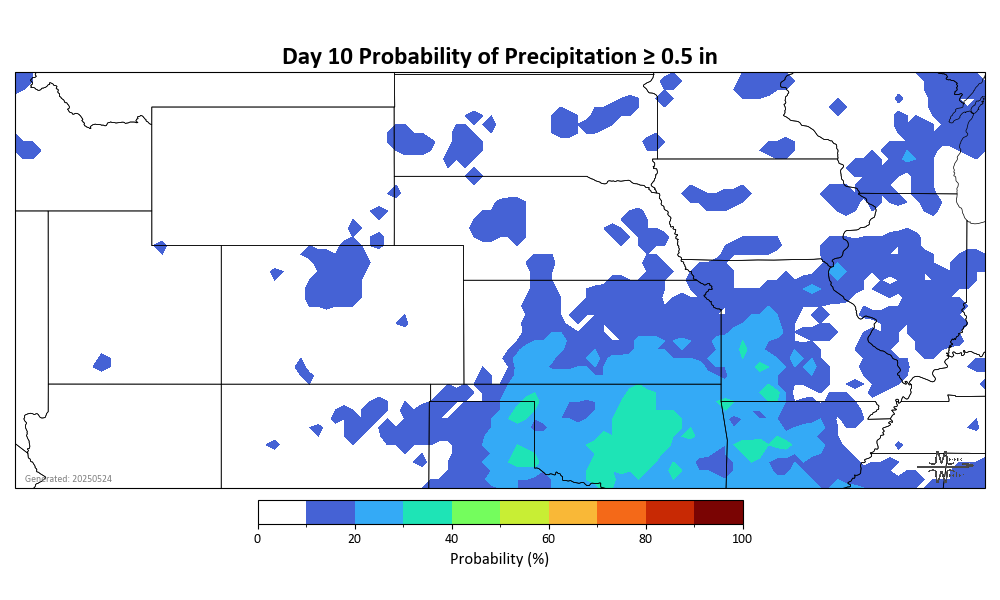 Day 10 Probability of Precipitation ≥ 0.5 in
Generated: 20250524
0 20 40 60 80 100
Probability (%)